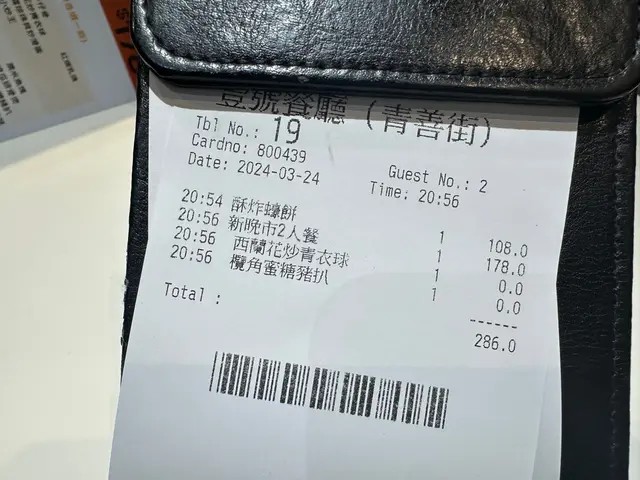 壹號餐廳 (青善街)
Tbl No.: 19
Cardno: 800439 Guest No.: 2
Date: 2024-03-24 Time: 20:56
20:54 酥炸蠔餅 1 108.0
20:56 新晚市2人餐 1 178.0
20:56 西蘭花炒青衣球 1 0.0
20:56 欖角蜜糖豬扒 1 0.0
------
Total : 286.0